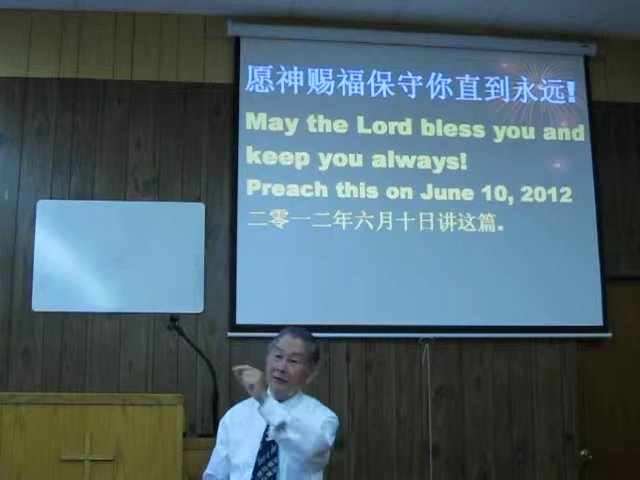 愿神赐福保守你直到永远!
May the Lord bless you and
keep you always!
Preach this on June 10, 2012
二零一二年六月十日讲这篇.